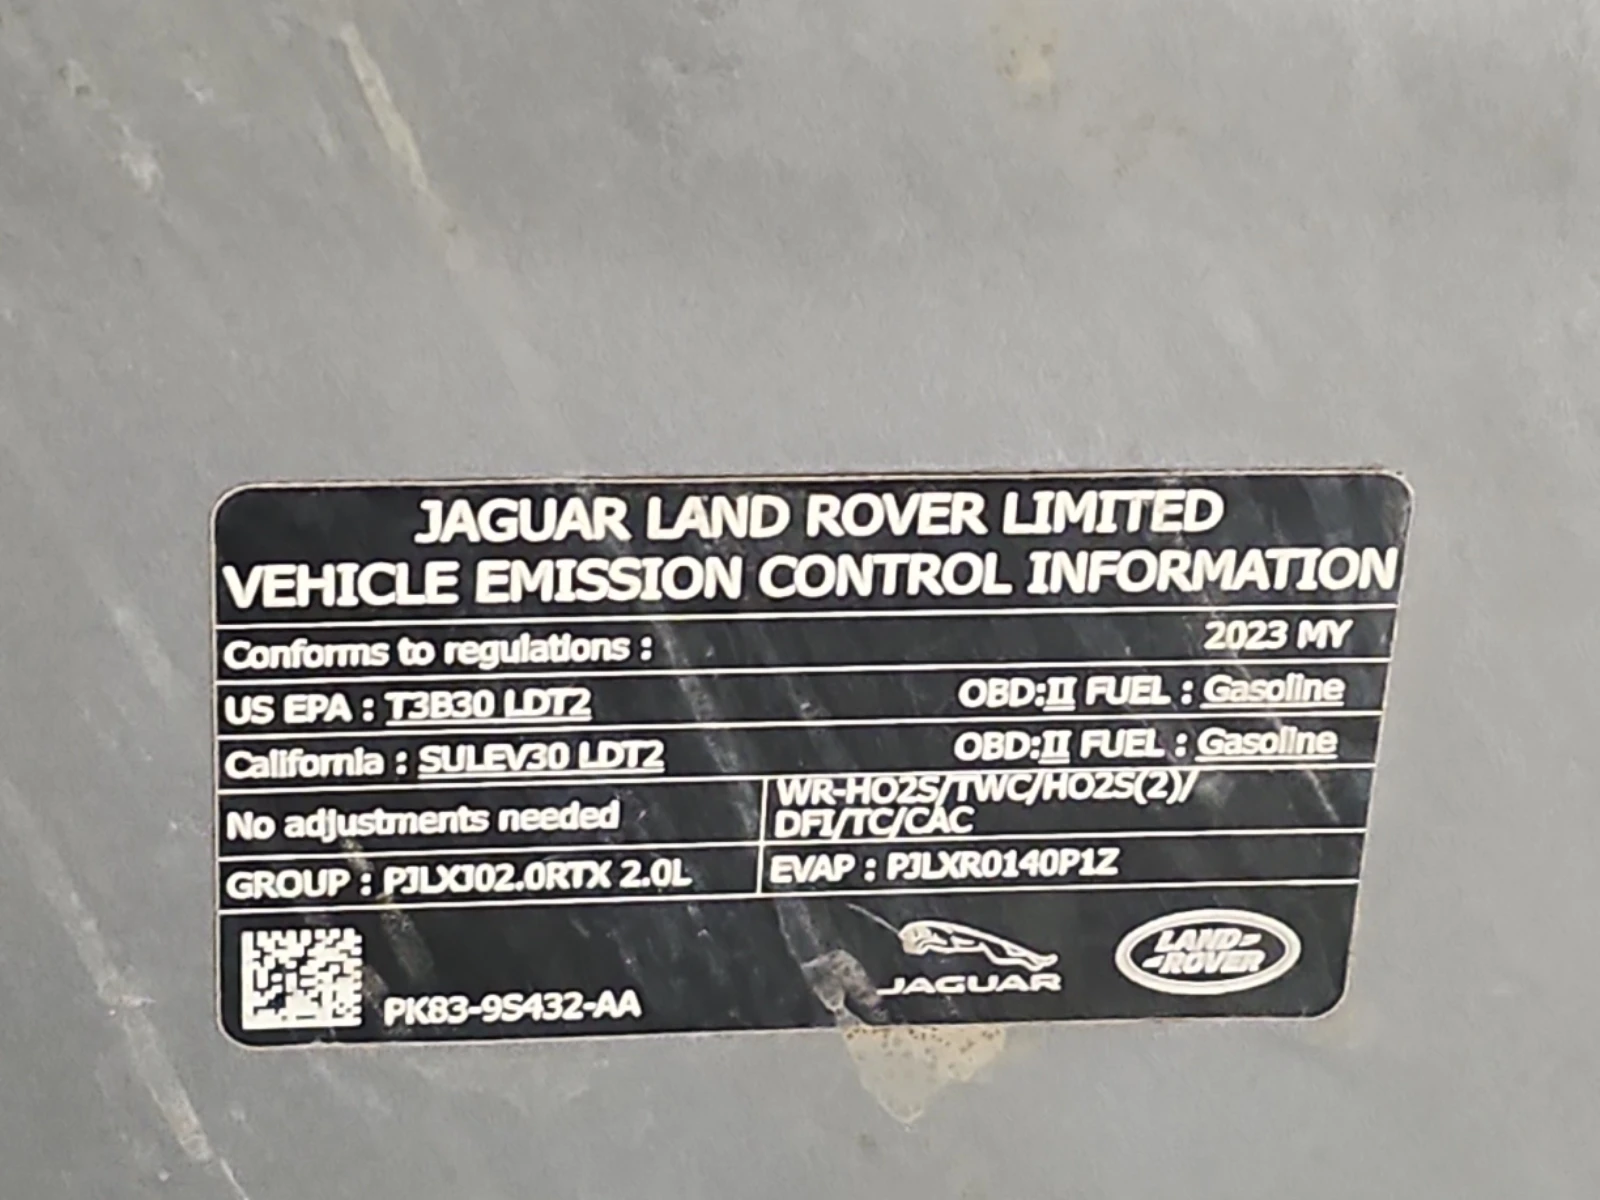 JAGUAR LAND ROVER LIMITED
VEHICLE EMISSION CONTROL INFORMATION
Conforms to regulations : 2023 MY
US EPA : T3B30 LDT2 OBD:II FUEL : Gasoline
California : SULEV30 LDT2 OBD:II FUEL : Gasoline
No adjustments needed
WR-HO2S/TWC/HO2S(2)/
DFI/TC/CAC
GROUP : PJLXJ02.0RTX 2.0L EVAP : PJLXR0140P1Z
PK83-9S432-AA
JAGUAR
LAND-
-ROVER